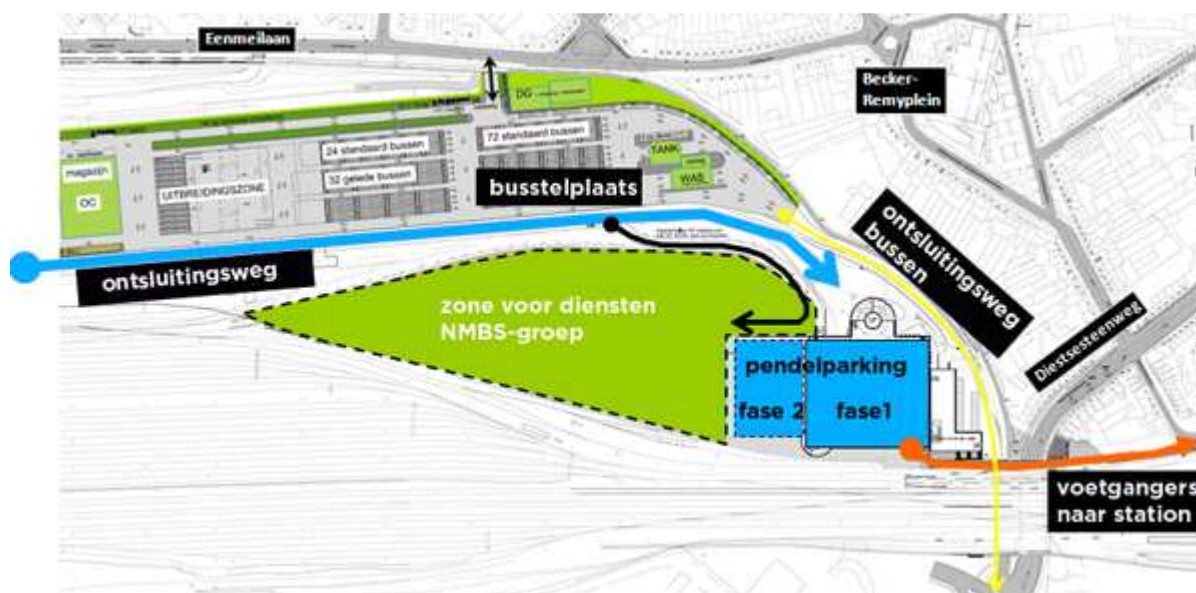 Eenmeilaan
Becker-
Remyplein
DG
magazijn
OC
UITBREIDINGSZONE
24 standaard bussen
32 gelede bussen
72 standaard bussen
TANK
WAS
busstelplaats
ontsluitingsweg
ontsluitingsweg
bussen
zone voor diensten
NMBS-groep
Diestsesteenweg
pendelparking
fase 2
fase1
voetgangers
naar station